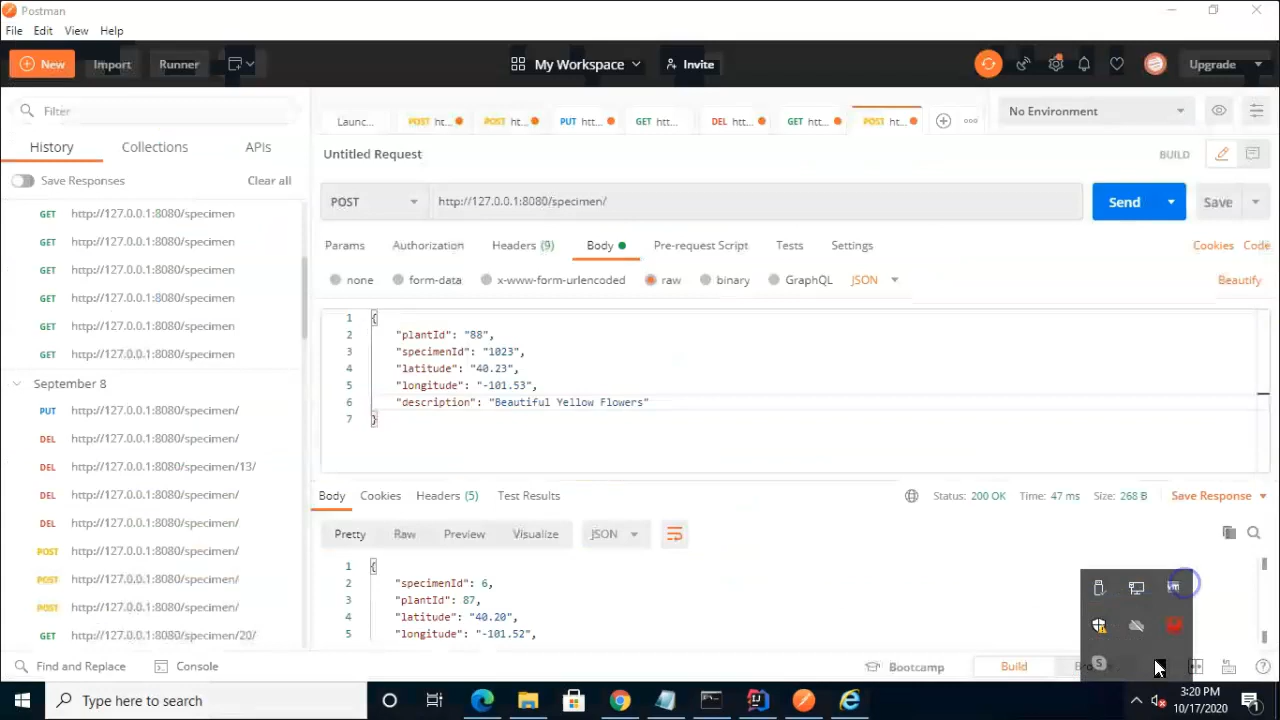 Postman
File Edit View Help
New Import Runner My Workspace Invite Upgrade
Filter
Launc... POST ht... POST ht... PUT htt... GET htt... DEL htt... GET htt... POST ht... No Environment
History Collections APIs
Untitled Request BUILD
Save Responses Clear all
POST http://127.0.0.1:8080/specimen/ Send Save
GET http://127.0.0.1:8080/specimen
GET http://127.0.0.1:8080/specimen
GET http://127.0.0.1:8080/specimen
GET http://127.0.0.1:8080/specimen
GET http://127.0.0.1:8080/specimen
GET http://127.0.0.1:8080/specimen
September 8
PUT http://127.0.0.1:8080/specimen/
DEL http://127.0.0.1:8080/specimen/
DEL http://127.0.0.1:8080/specimen/13/
DEL http://127.0.0.1:8080/specimen/
DEL http://127.0.0.1:8080/specimen/
POST http://127.0.0.1:8080/specimen/
POST http://127.0.0.1:8080/specimen/
POST http://127.0.0.1:8080/specimen/
GET http://127.0.0.1:8080/specimen/20/
Params Authorization Headers (9) Body Pre-request Script Tests Settings Cookies Code
none form-data x-www-form-urlencoded raw binary GraphQL JSON Beautify
1 {
2 "plantId": "88",
3 "specimenId": "1023",
4 "latitude": "40.23",
5 "longitude": "-101.53",
6 "description": "Beautiful Yellow Flowers"
7 }
Body Cookies Headers (5) Test Results Status: 200 OK Time: 47 ms Size: 268 B Save Response
Pretty Raw Preview Visualize JSON
1 {
2 "specimenId": 6,
3 "plantId": 87,
4 "latitude": "40.20",
5 "longitude": "-101.52",
Find and Replace Console Bootcamp Build
Type here to search
3:20 PM
10/17/2020